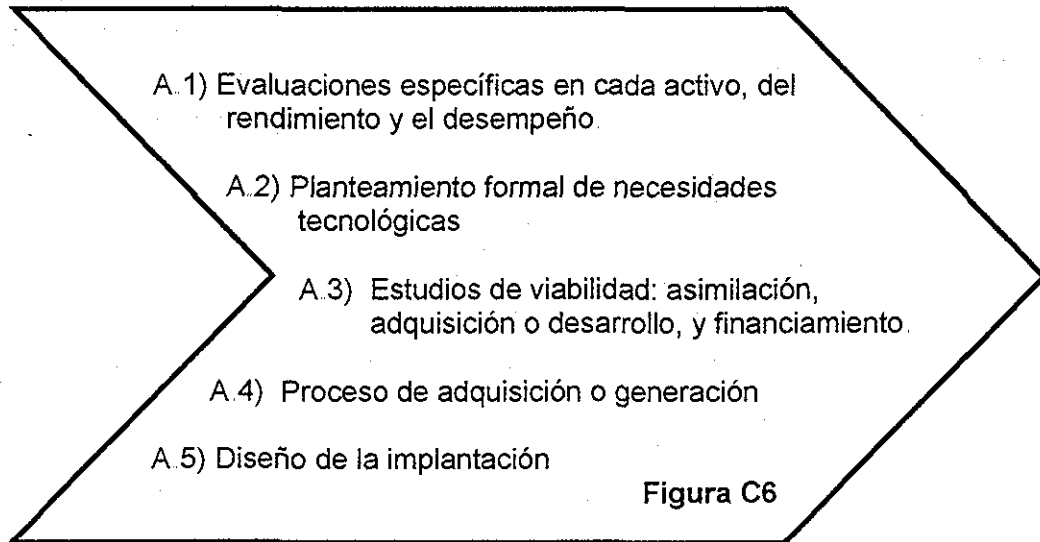 A.1) Evaluaciones específicas en cada activo, del
rendimiento y el desempeño.
A.2) Planteamiento formal de necesidades
tecnológicas
A.3) Estudios de viabilidad: asimilación,
adquisición o desarrollo, y financiamiento.
A.4) Proceso de adquisición o generación
A.5) Diseño de la implantación
Figura C6